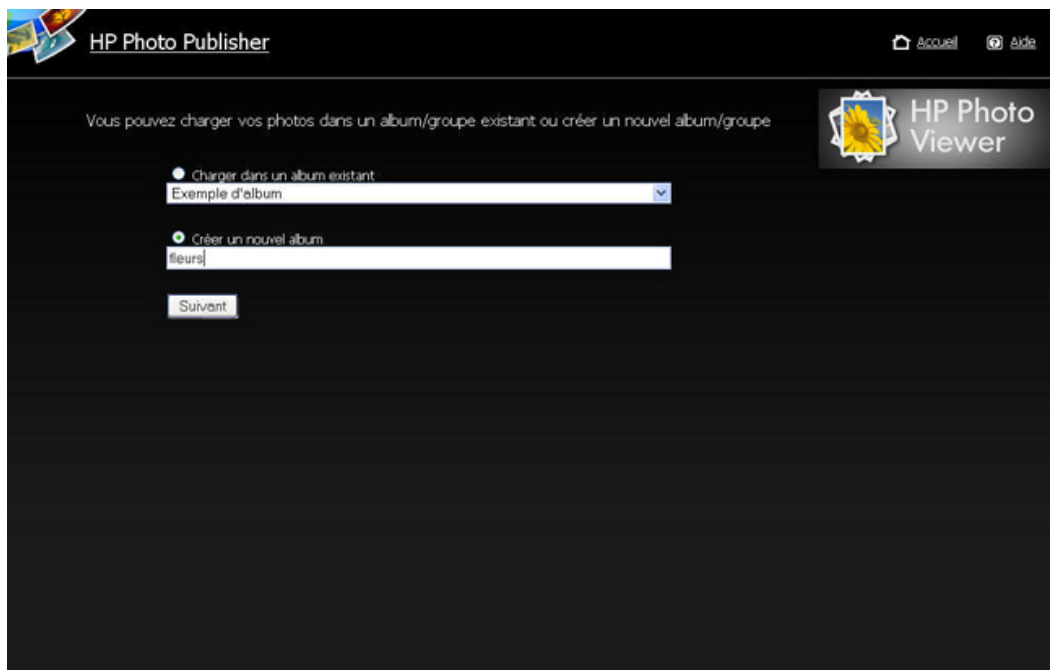 HP Photo Publisher
Accueil
Aide
HP Photo
Viewer
Vous pouvez charger vos photos dans un album/groupe existant ou créer un nouvel album/groupe
Charger dans un album existant
Exemple d'album
Créer un nouvel album
fleurs
Suivant